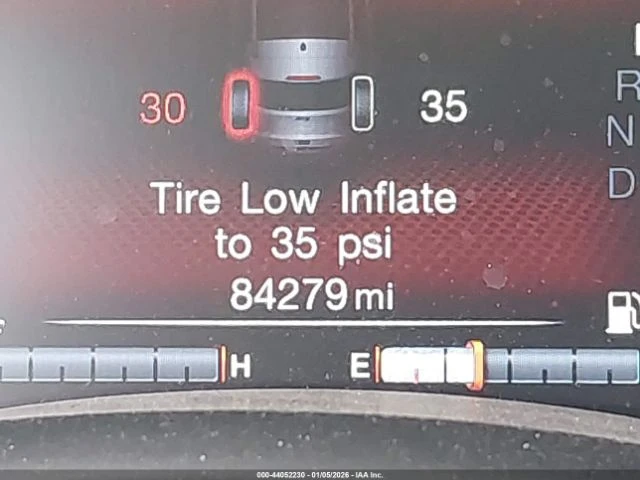 30 35
R
N
D
Tire Low Inflate
to 35 psi
84279 mi
H E
000-44052230 - 01/05/2026 - IAA Inc.